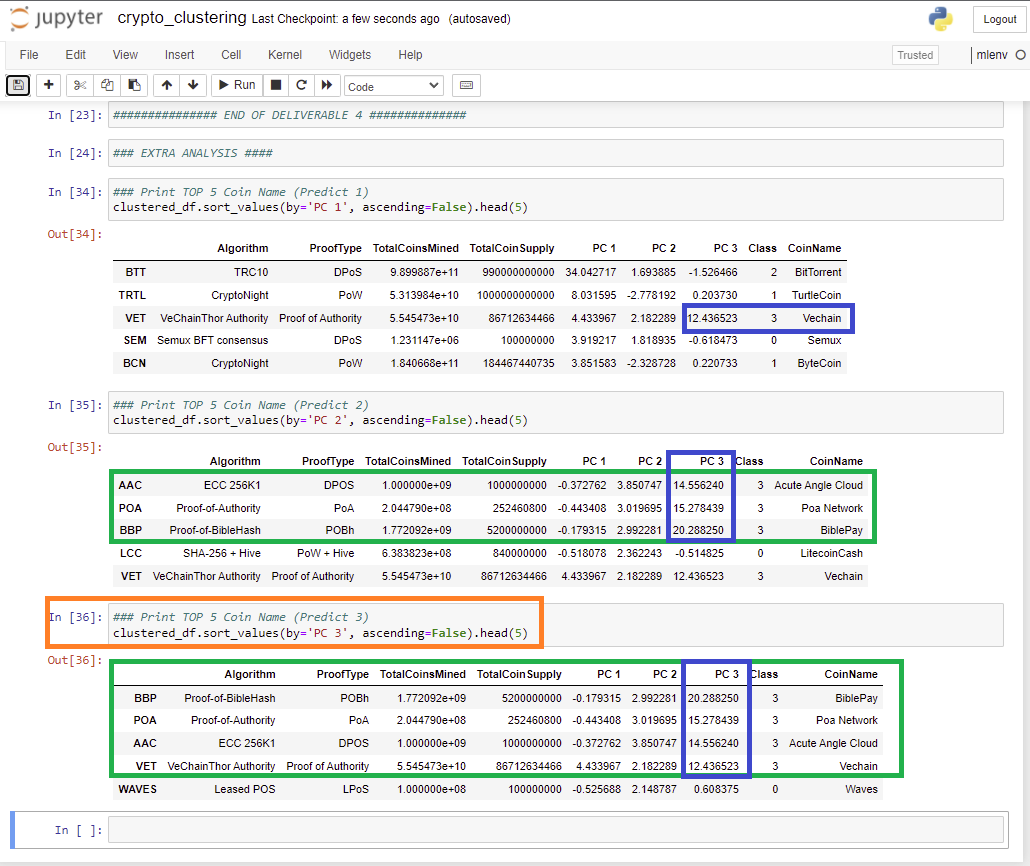 jupyter crypto_clustering Last Checkpoint: a few seconds ago (autosaved) Logout
File Edit View Insert Cell Kernel Widgets Help Trusted mlenv
Run Code
In [23]: ############### END OF DELIVERABLE 4 ##############
In [24]: ### EXTRA ANALYSIS ####
In [34]: ### Print TOP 5 Coin Name (Predict 1)
clustered_df.sort_values(by='PC 1', ascending=False).head(5)
Out[34]:
Algorithm ProofType TotalCoinsMined TotalCoinSupply PC 1 PC 2 PC 3 Class CoinName
BTT TRC10 DPoS 9.899887e+11 990000000000 34.042717 1.693885 -1.526466 2 BitTorrent
TRTL CryptoNight PoW 5.313984e+10 1000000000000 8.031595 -2.778192 0.203730 1 TurtleCoin
VET VeChainThor Authority Proof of Authority 5.545473e+10 86712634466 4.433967 2.182289 12.436523 3 Vechain
SEM Semux BFT consensus DPoS 1.231147e+06 100000000 3.919217 1.818935 -0.618473 0 Semux
BCN CryptoNight PoW 1.840668e+11 184467440735 3.851583 -2.328728 0.220733 1 ByteCoin
In [35]: ### Print TOP 5 Coin Name (Predict 2)
clustered_df.sort_values(by='PC 2', ascending=False).head(5)
Out[35]:
Algorithm ProofType TotalCoinsMined TotalCoinSupply PC 1 PC 2 PC 3 Class CoinName
AAC ECC 256K1 DPOS 1.000000e+09 1000000000 -0.372762 3.850747 14.556240 3 Acute Angle Cloud
POA Proof-of-Authority PoA 2.044790e+08 252460800 -0.443408 3.019695 15.278439 3 Poa Network
BBP Proof-of-BibleHash POBh 1.772092e+09 5200000000 -0.179315 2.992281 20.288250 3 BiblePay
LCC SHA-256 + Hive PoW + Hive 6.383823e+08 840000000 -0.518078 2.362243 -0.514825 0 LitecoinCash
VET VeChainThor Authority Proof of Authority 5.545473e+10 86712634466 4.433967 2.182289 12.436523 3 Vechain
In [36]: ### Print TOP 5 Coin Name (Predict 3)
clustered_df.sort_values(by='PC 3', ascending=False).head(5)
Out[36]:
Algorithm ProofType TotalCoinsMined TotalCoinSupply PC 1 PC 2 PC 3 Class CoinName
BBP Proof-of-BibleHash POBh 1.772092e+09 5200000000 -0.179315 2.992281 20.288250 3 BiblePay
POA Proof-of-Authority PoA 2.044790e+08 252460800 -0.443408 3.019695 15.278439 3 Poa Network
AAC ECC 256K1 DPOS 1.000000e+09 1000000000 -0.372762 3.850747 14.556240 3 Acute Angle Cloud
VET VeChainThor Authority Proof of Authority 5.545473e+10 86712634466 4.433967 2.182289 12.436523 3 Vechain
WAVES Leased POS LPoS 1.000000e+08 100000000 -0.525688 2.148787 0.608375 0 Waves
In [ ]: